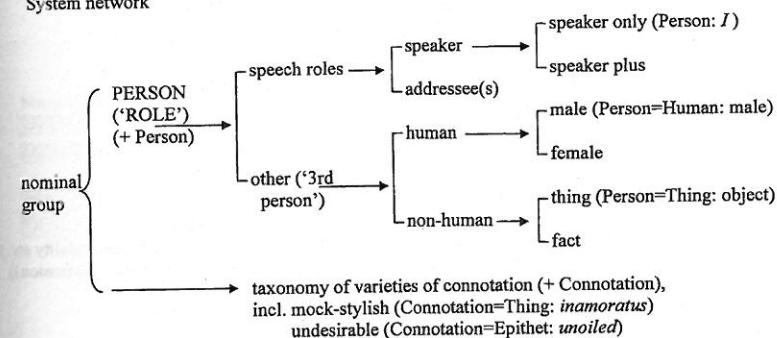 System network
speaker only (Person: I )
speaker
speaker plus
speech roles
PERSON
(‘ROLE’)
(+ Person)
addressee(s)
male (Person=Human: male)
human
female
other (‘3rd
person’)
nominal
group
thing (Person=Thing: object)
non-human
fact
taxonomy of varieties of connotation (+ Connotation),
incl. mock-stylish (Connotation=Thing: inamoratus)
undesirable (Connotation=Epithet: unoiled)